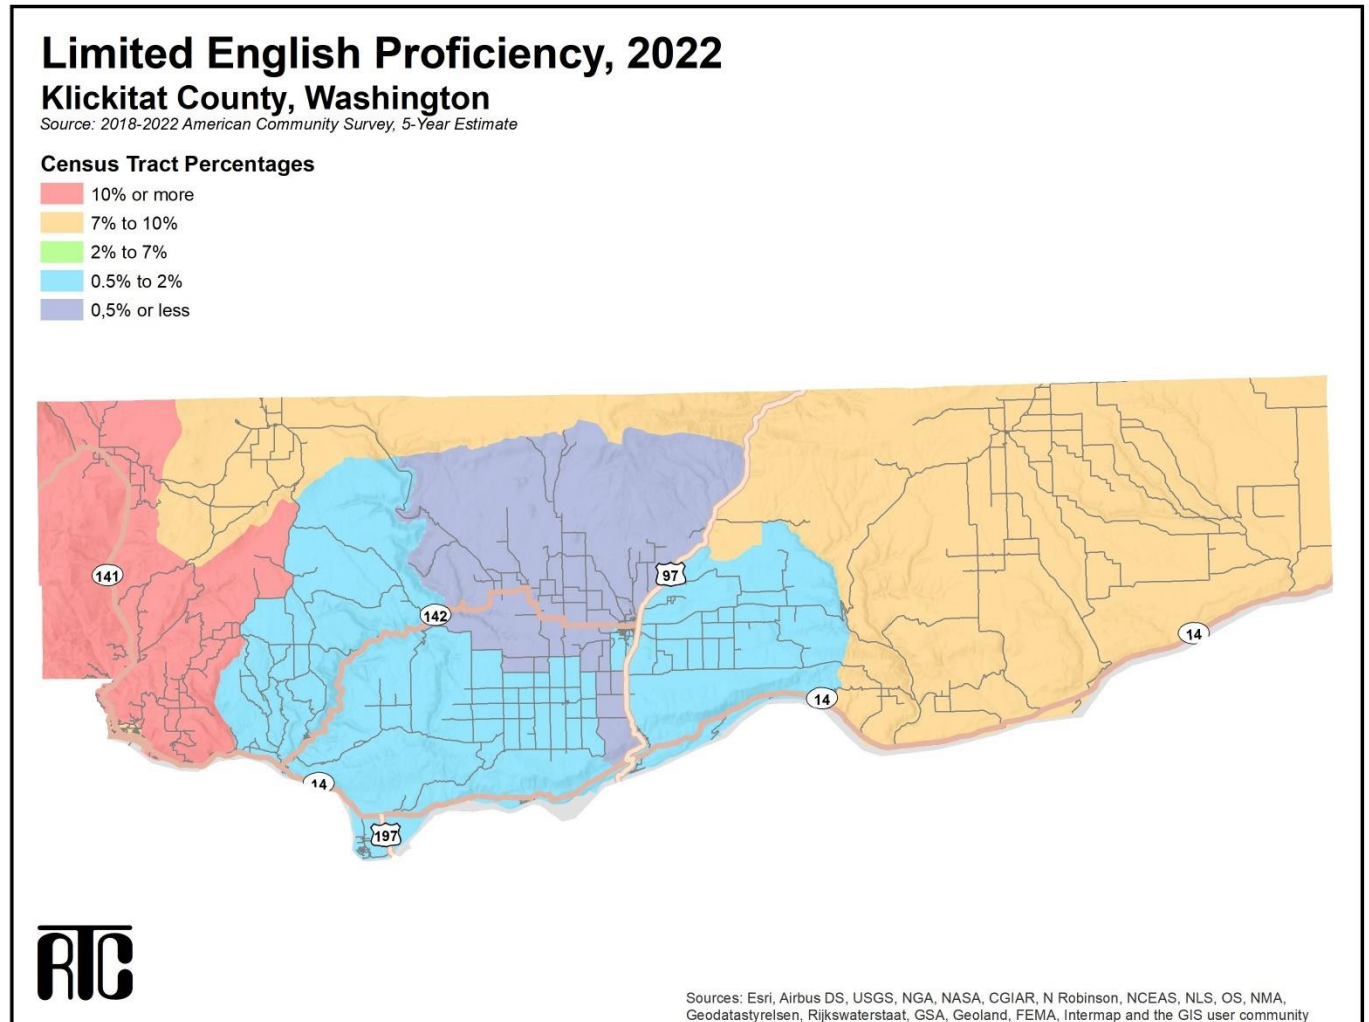 Limited English Proficiency, 2022
Klickitat County, Washington
Source: 2018-2022 American Community Survey, 5-Year Estimate
Census Tract Percentages
10% or more
7% to 10%
2% to 7%
0.5% to 2%
0,5% or less
141
142
97
14
14
14
197
RTC
Sources: Esri, Airbus DS, USGS, NGA, NASA, CGIAR, N Robinson, NCEAS, NLS, OS, NMA,
Geodatastyrelsen, Rijkswaterstaat, GSA, Geoland, FEMA, Intermap and the GIS user community